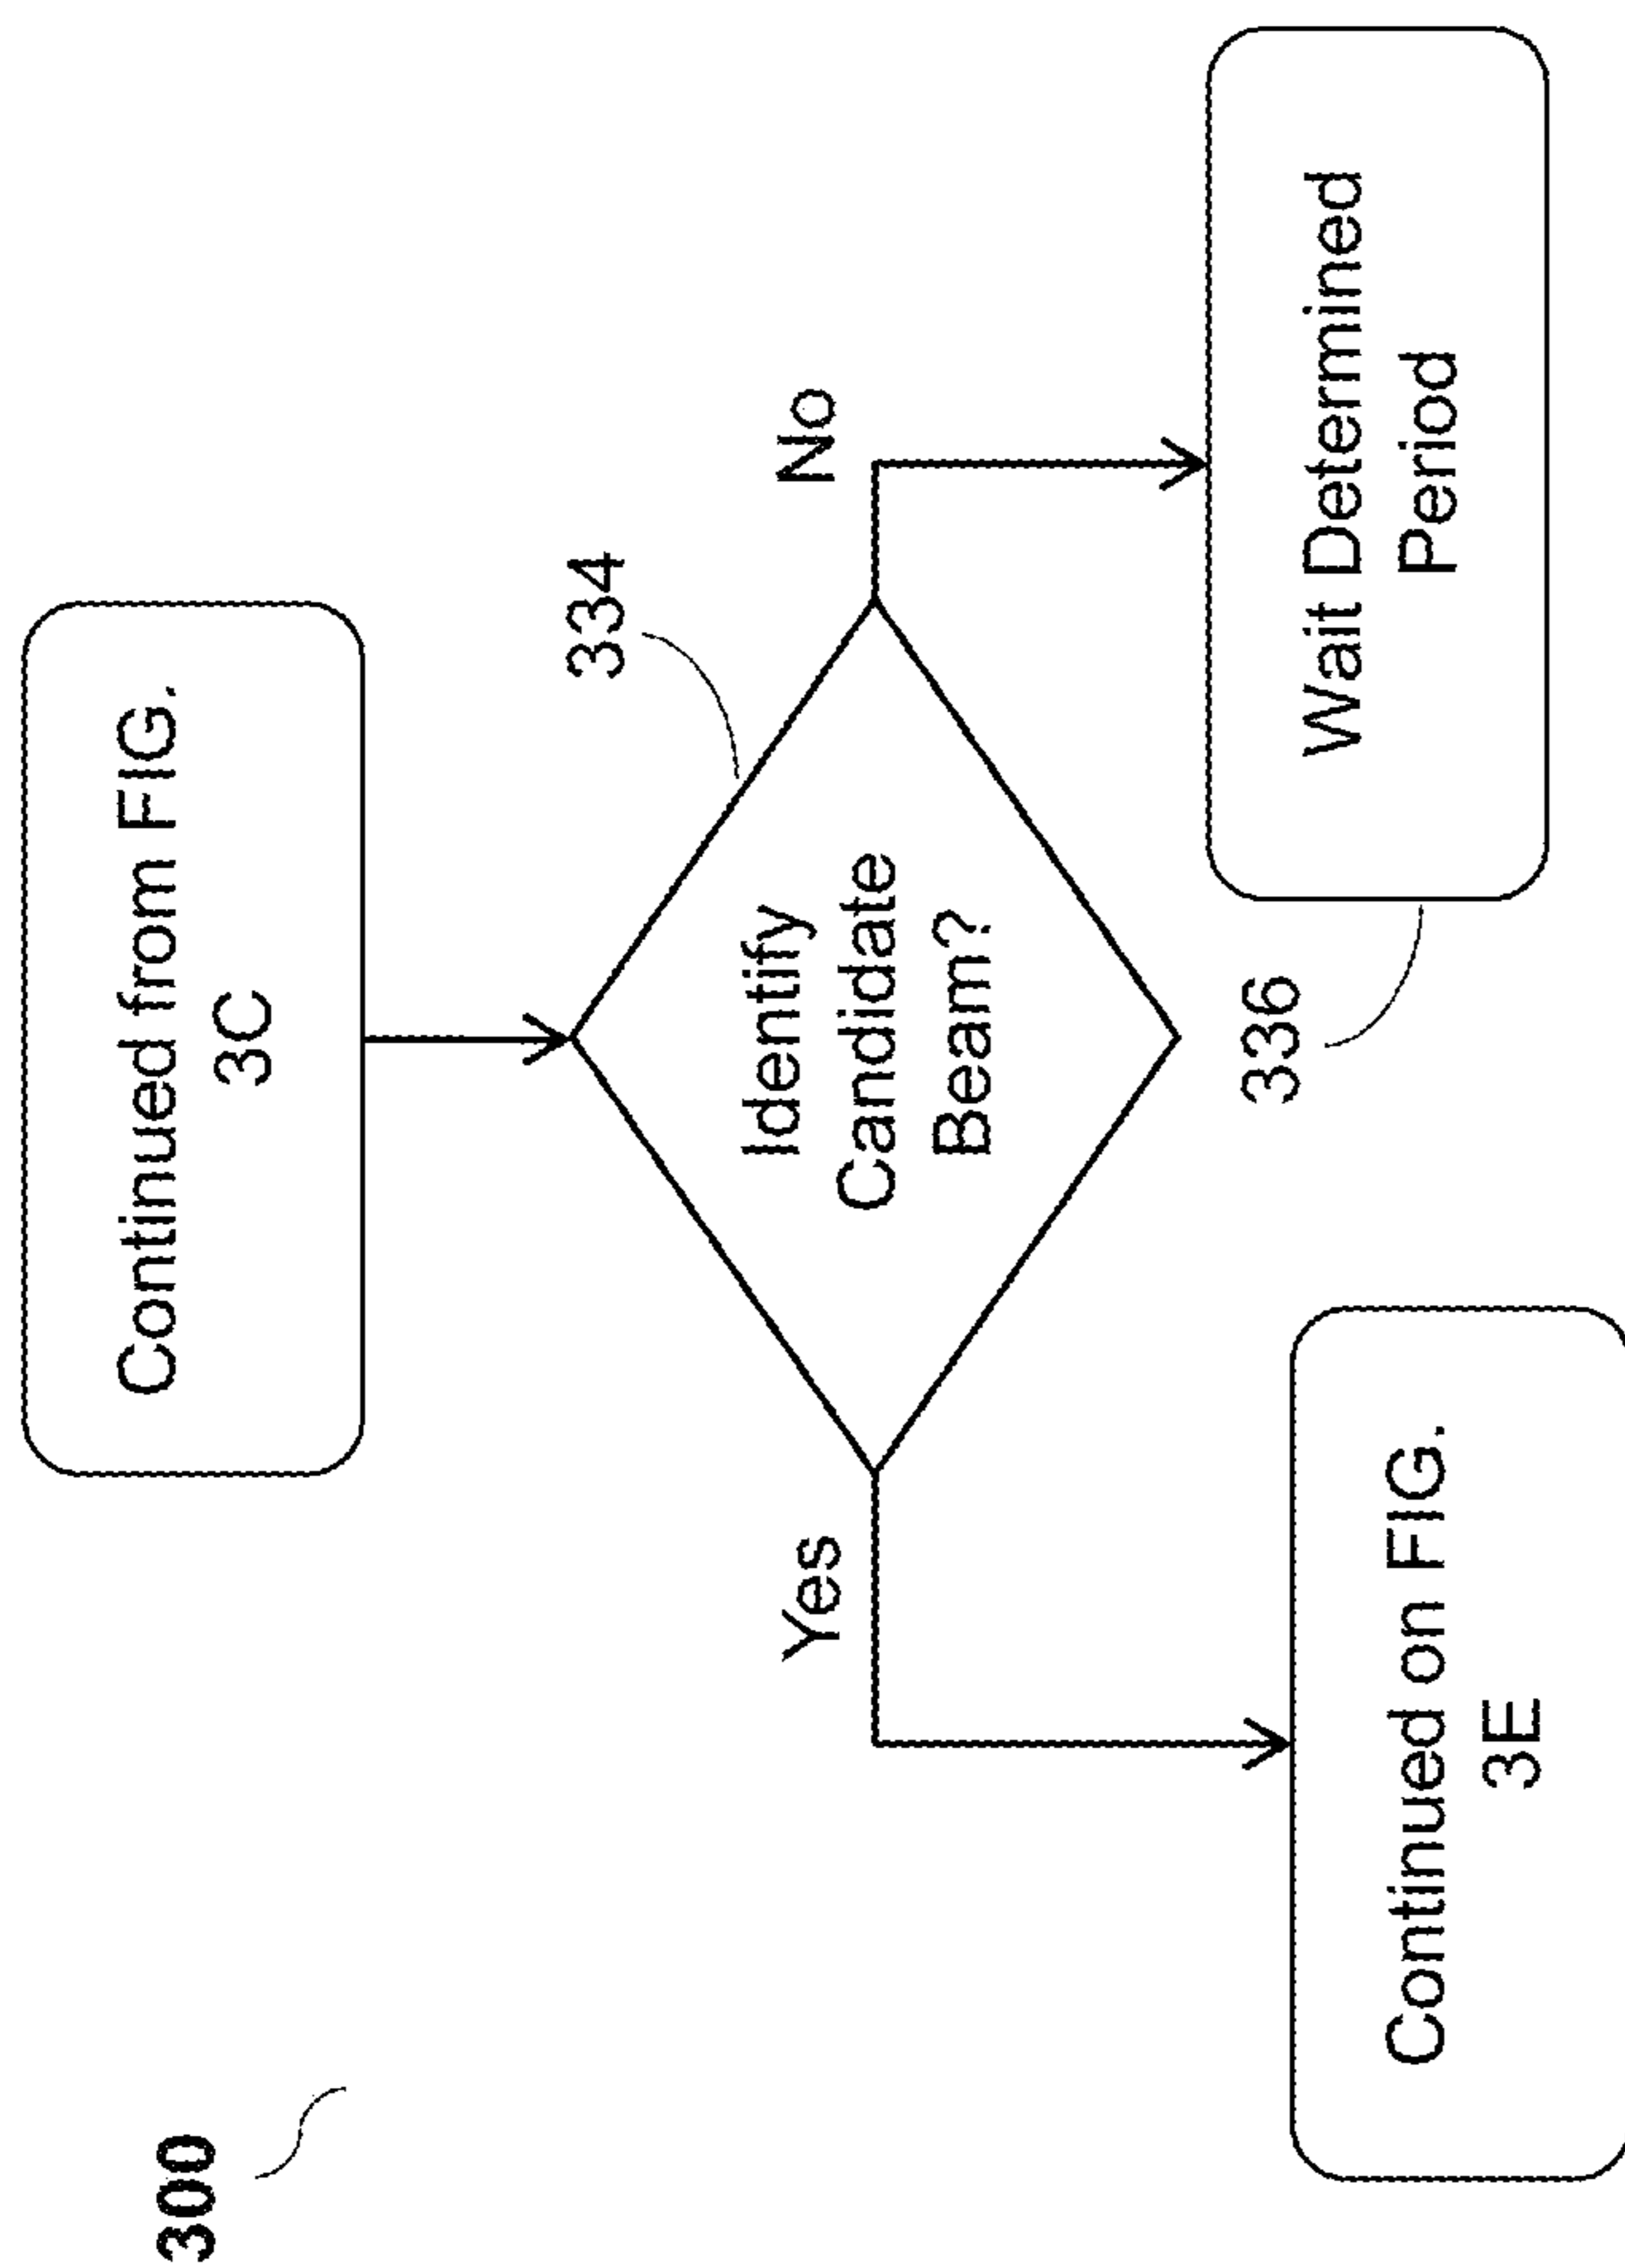 300
Continued from FIG.
3C
334
Identify
Candidate
Beam?
Yes
No
336
Continued on FIG.
3E
Wait Determined
Period